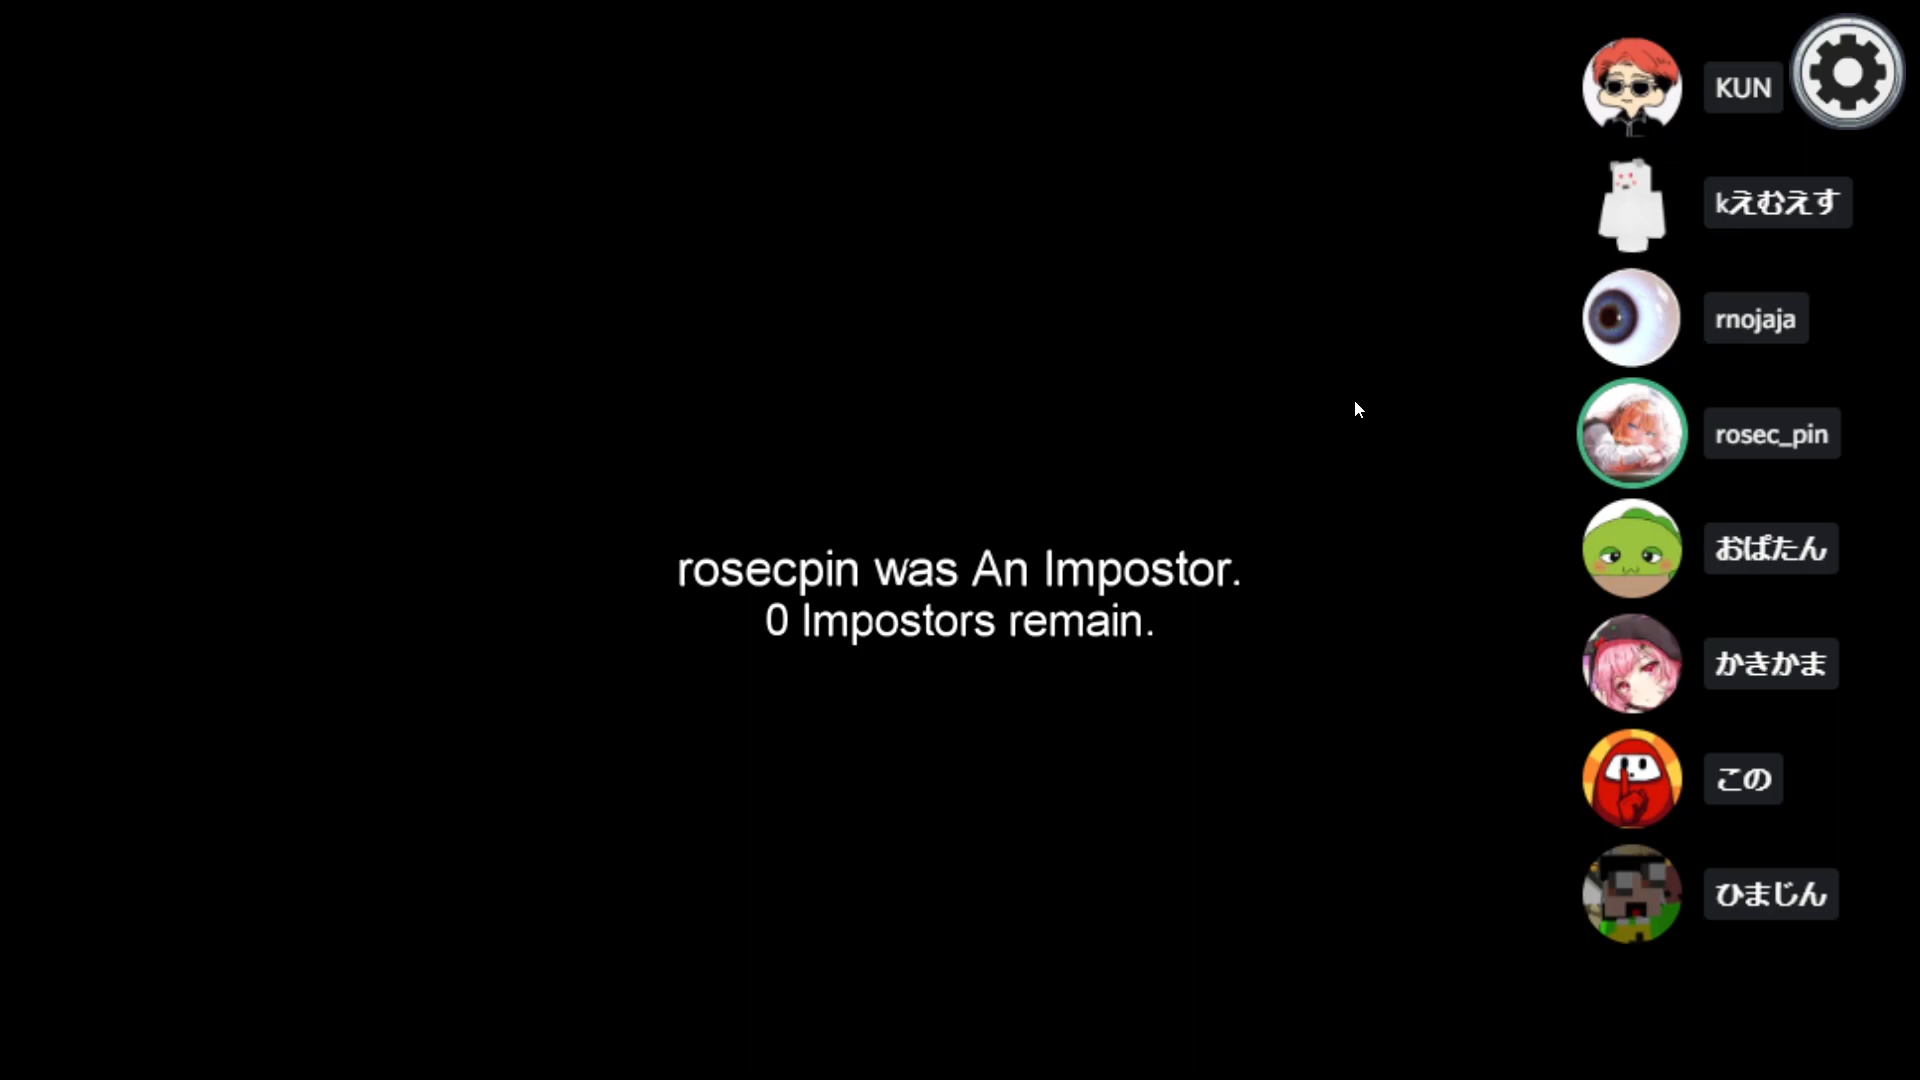 KUN
kえむえす
rnojaja
rosec_pin
rosecpin was An Impostor.
0 Impostors remain.
おぱたん
かきかま
この
ひまじん